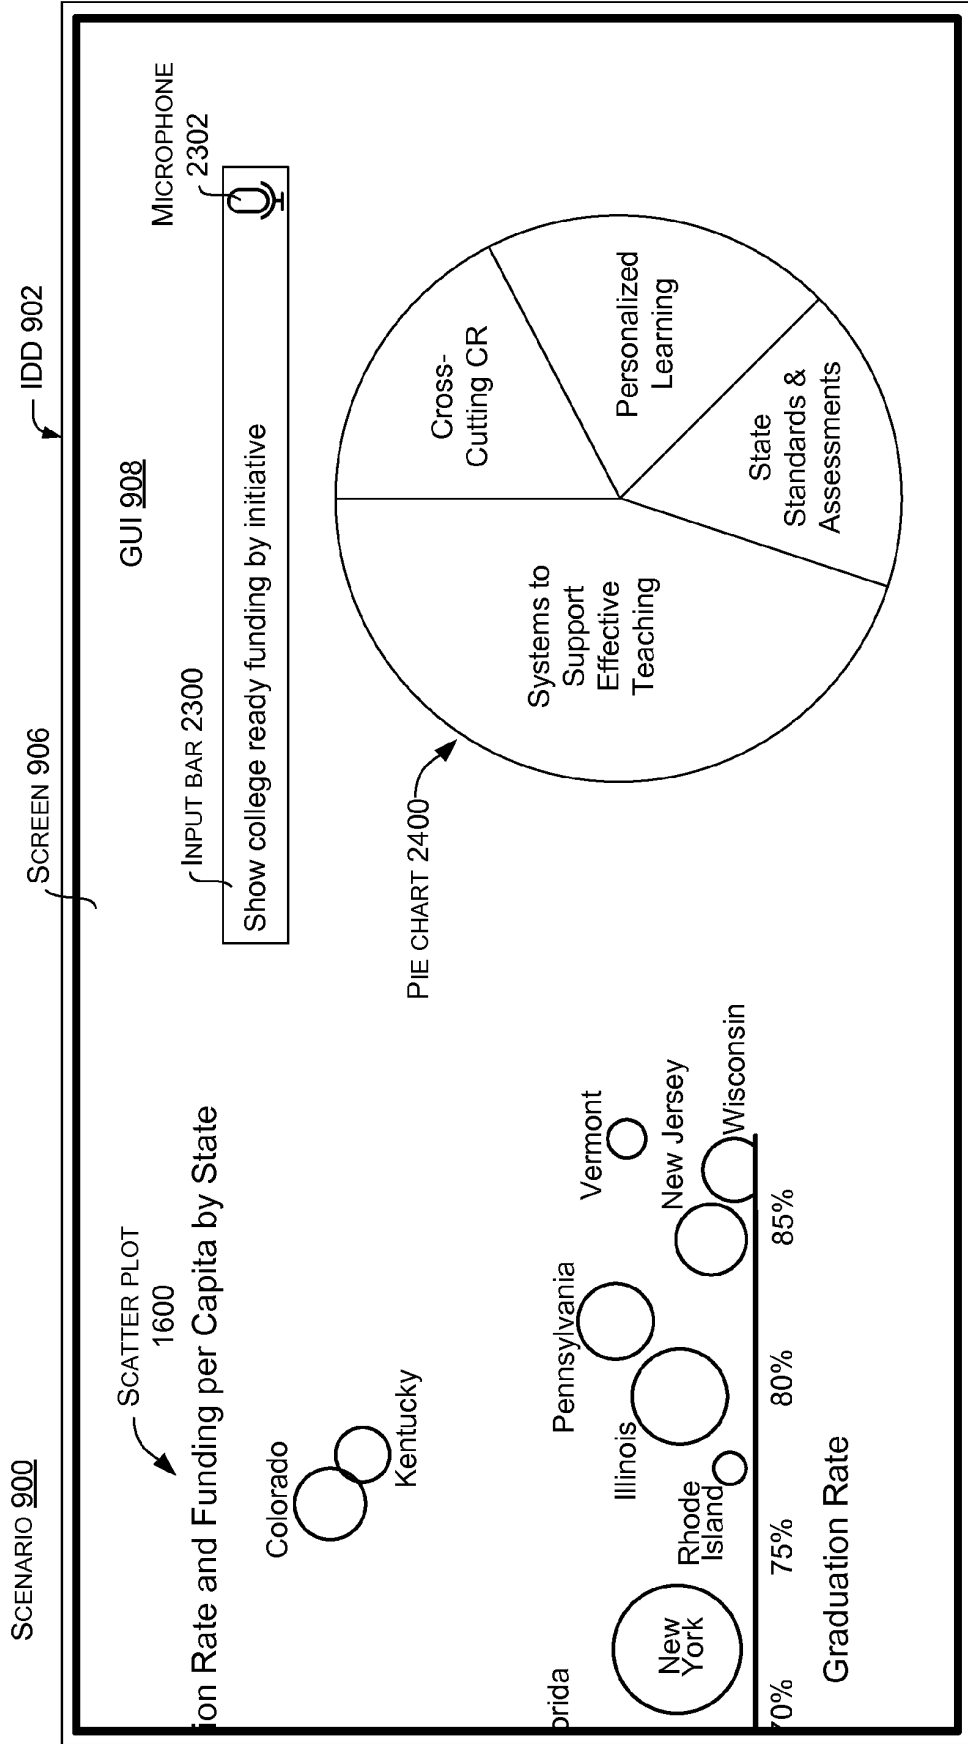 SCENARIO 900
SCREEN 906
IDD 902
SCATTER PLOT
1600
ion Rate and Funding per Capita by State
GUI 908
INPUT BAR 2300
MICROPHONE
2302
Show college ready funding by initiative
Colorado
Kentucky
PIE CHART 2400
Cross-
Cutting CR
Systems to
Support
Effective
Teaching
Personalized
Learning
State
Standards &
Assessments
orida
Pennsylvania
Vermont
Illinois
New Jersey
New
York
Rhode
Island
Wisconsin
70%
75%
80%
85%
Graduation Rate